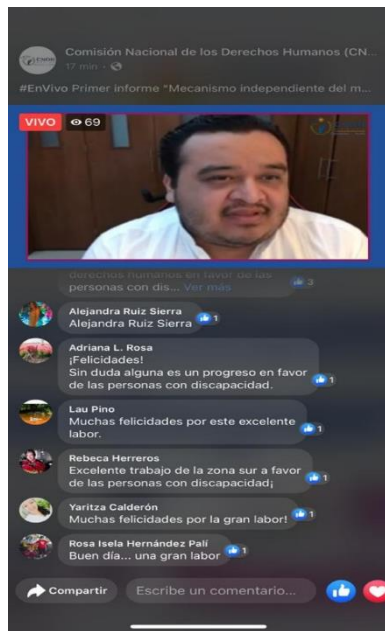 Comisión Nacional de los Derechos Humanos (CN...
17 min
#EnVivo Primer informe "Mecanismo independiente del m...
VIVO 69
derechos humanos en favor de las
personas con dis... Ver más
3
Alejandra Ruiz Sierra
Alejandra Ruiz Sierra
1
Adriana L. Rosa
¡Felicidades!
Sin duda alguna es un progreso en favor
de las personas con discapacidad.
1
Lau Pino
Muchas felicidades por este excelente
labor.
1
Rebeca Herreros
Excelente trabajo de la zona sur a favor
de las personas con discapacidad¡
1
Yaritza Calderón
Muchas felicidades por la gran labor!
1
Rosa Isela Hernández Palí
Buen día... una gran labor
1
Compartir
Escribe un comentario...